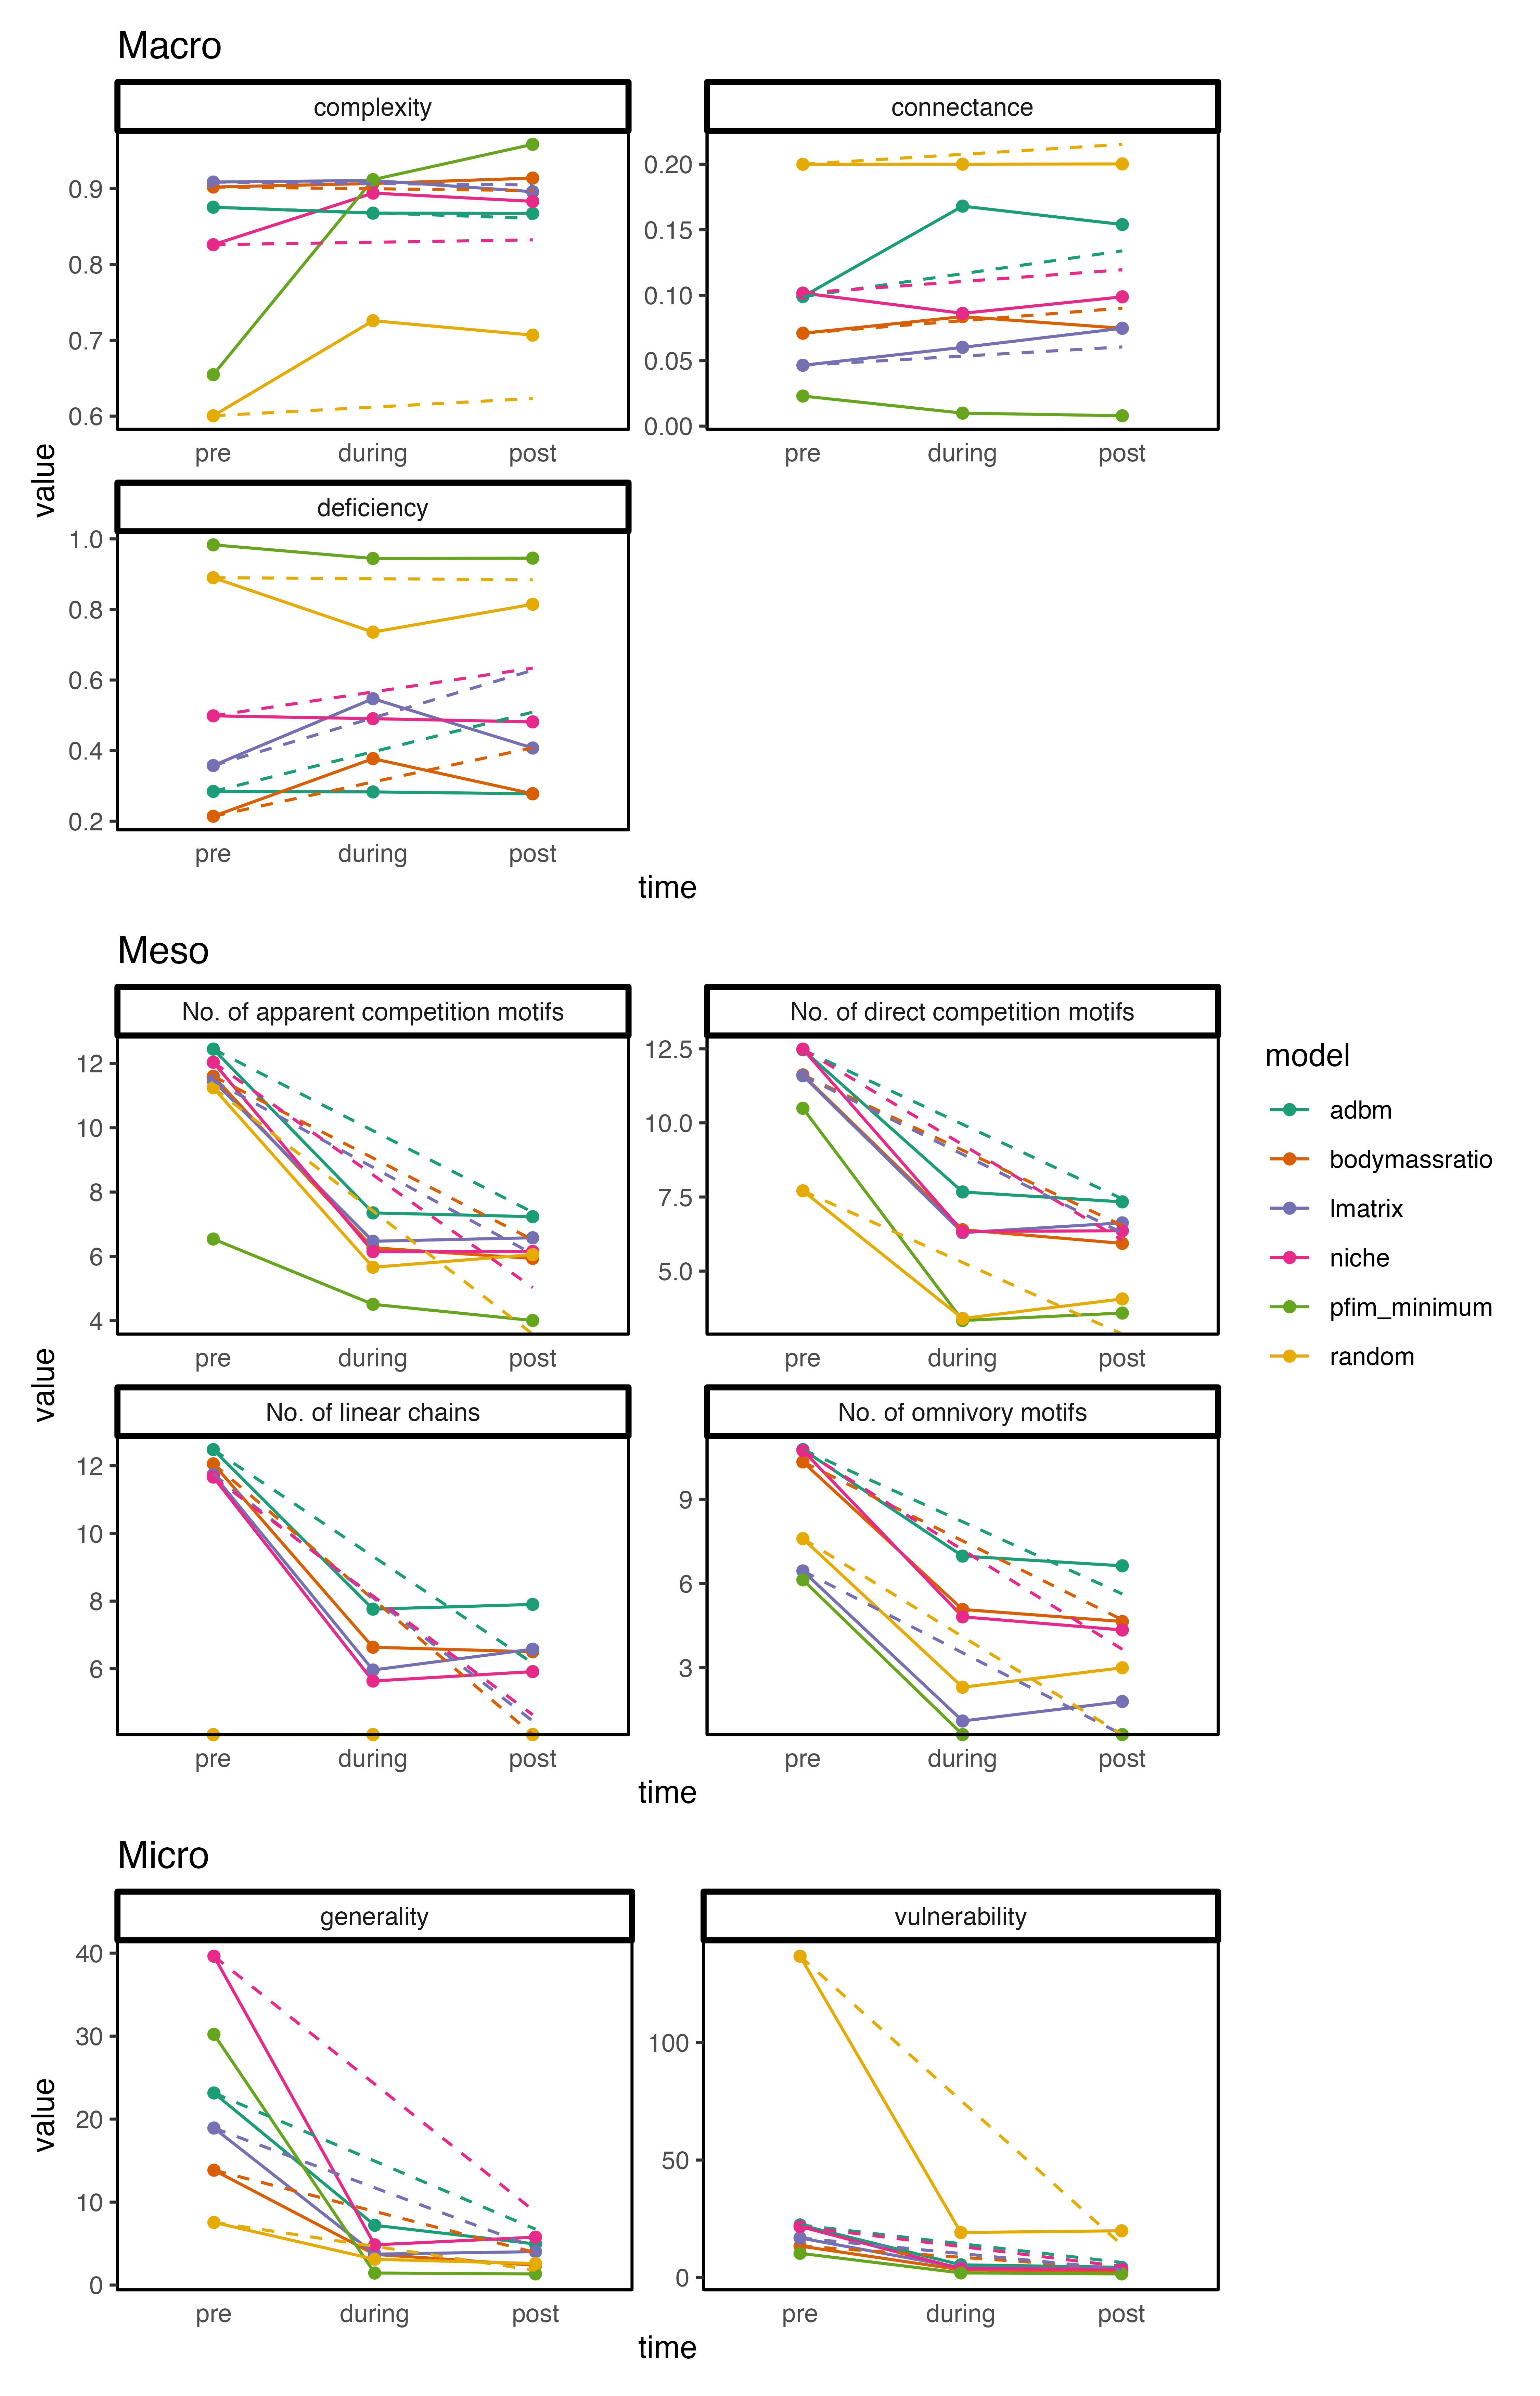 Macro
complexity
connectance
0.9
0.8
0.7
0.6
0.20
0.15
0.10
0.05
0.00
pre during post
pre during post
deficiency
1.0
0.8
0.6
0.4
0.2
pre during post
value
time
Meso
No. of apparent competition motifs
No. of direct competition motifs
12
10
8
6
4
12.5
10.0
7.5
5.0
pre during post
pre during post
No. of linear chains
No. of omnivory motifs
12
10
8
6
9
6
3
pre during post
pre during post
value
time
model
adbm
bodymassratio
lmatrix
niche
pfim_minimum
random
Micro
generality
vulnerability
40
30
20
10
0
100
50
0
pre during post
pre during post
value
time